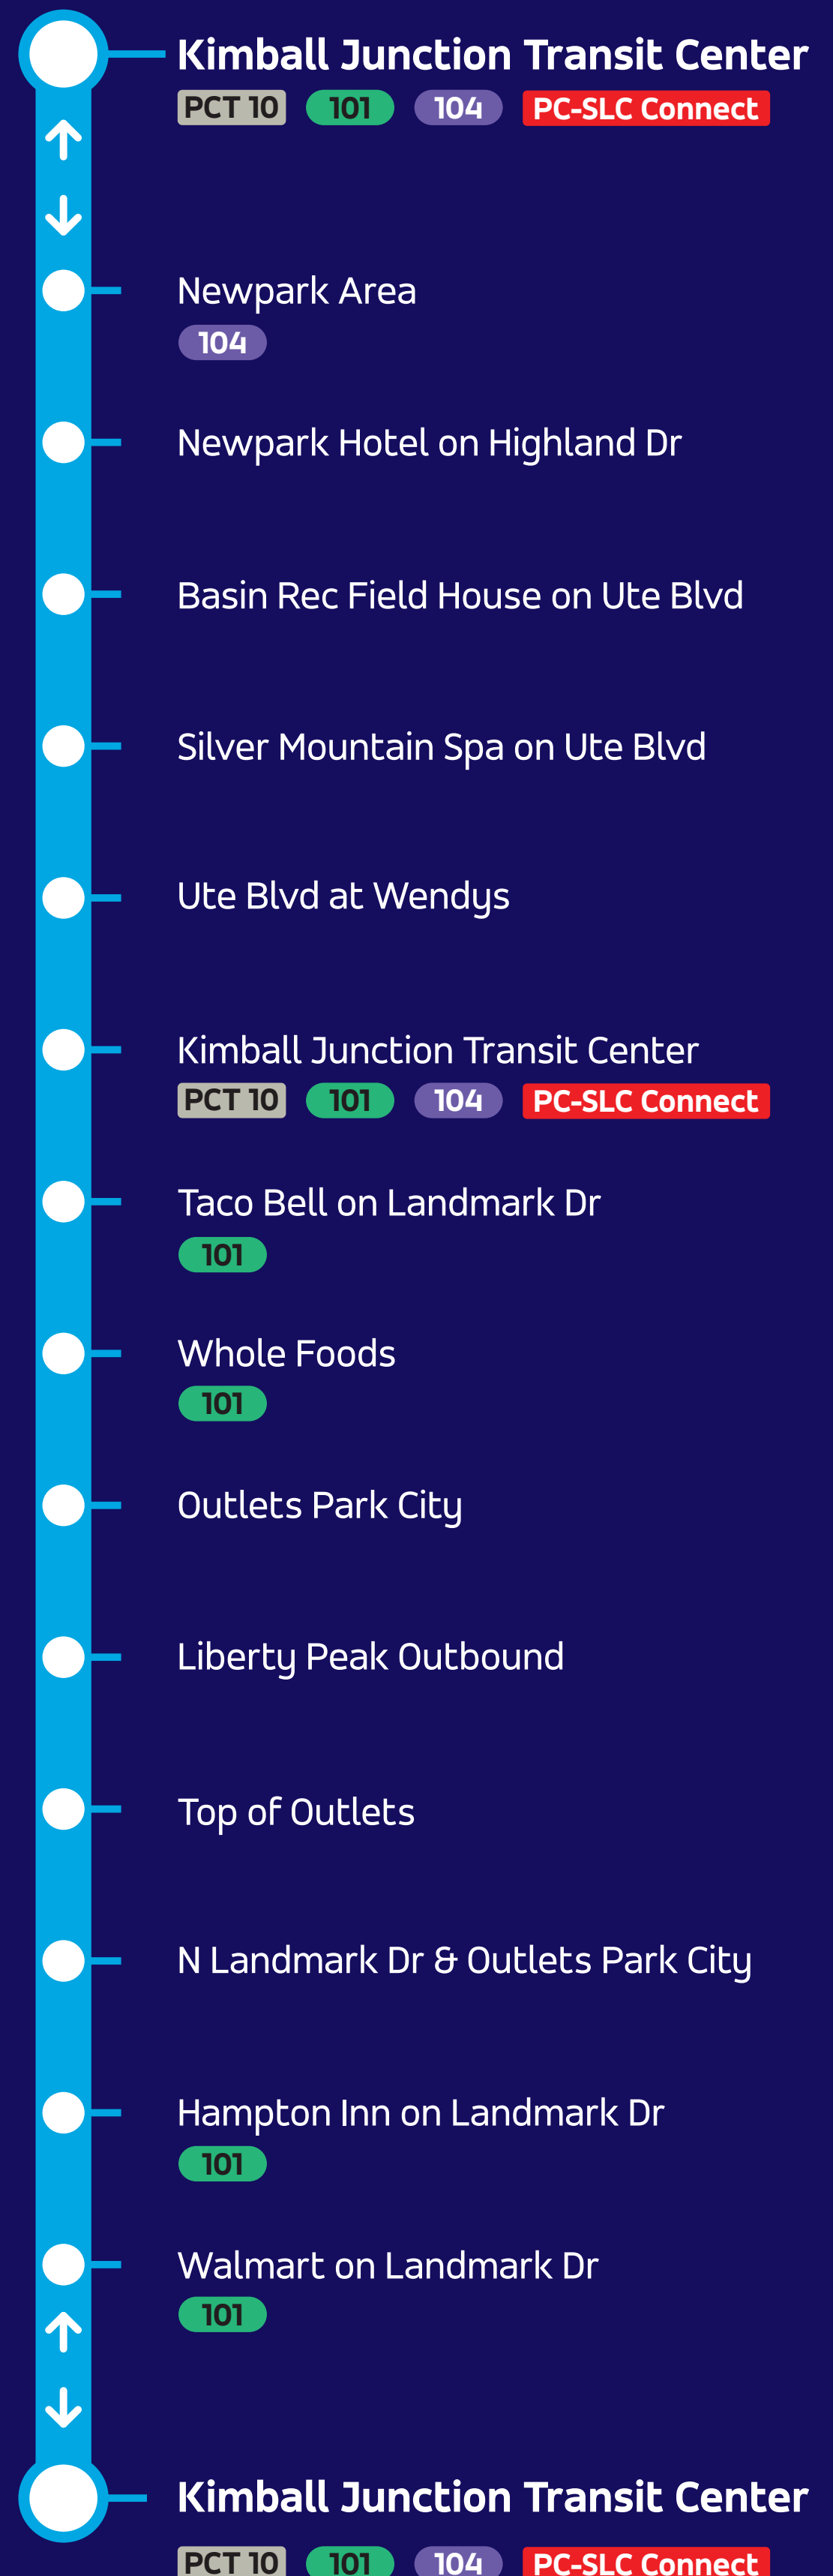 Kimball Junction Transit Center
PCT 10 101 104 PC-SLC Connect
Newpark Area
104
Newpark Hotel on Highland Dr
Basin Rec Field House on Ute Blvd
Silver Mountain Spa on Ute Blvd
Ute Blvd at Wendys
Kimball Junction Transit Center
PCT 10 101 104 PC-SLC Connect
Taco Bell on Landmark Dr
101
Whole Foods
101
Outlets Park City
Liberty Peak Outbound
Top of Outlets
N Landmark Dr & Outlets Park City
Hampton Inn on Landmark Dr
101
Walmart on Landmark Dr
101
Kimball Junction Transit Center
PCT 10 101 104 PC-SLC Connect